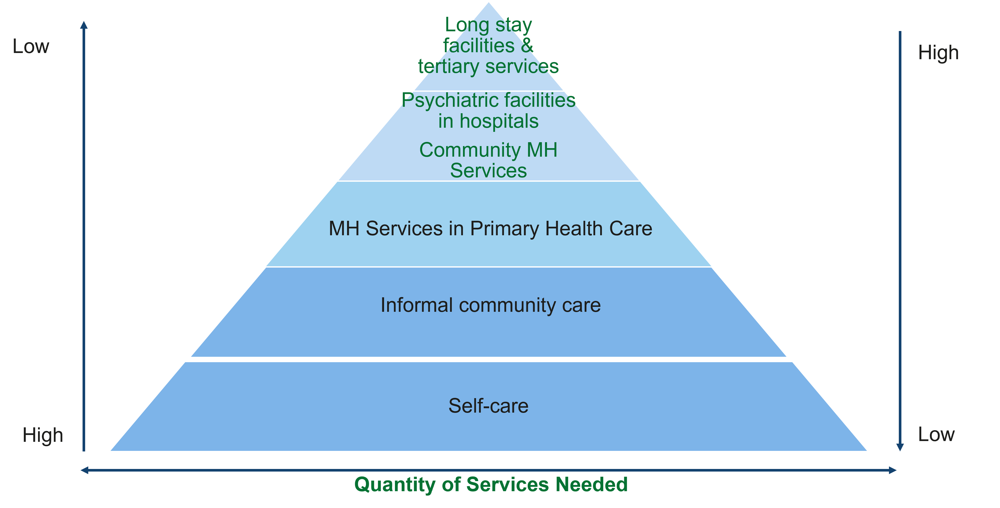 Low
High
Long stay
facilities &
tertiary services
Psychiatric facilities
in hospitals
Community MH
Services
MH Services in Primary Health Care
Informal community care
Self-care
High
Low
Quantity of Services Needed